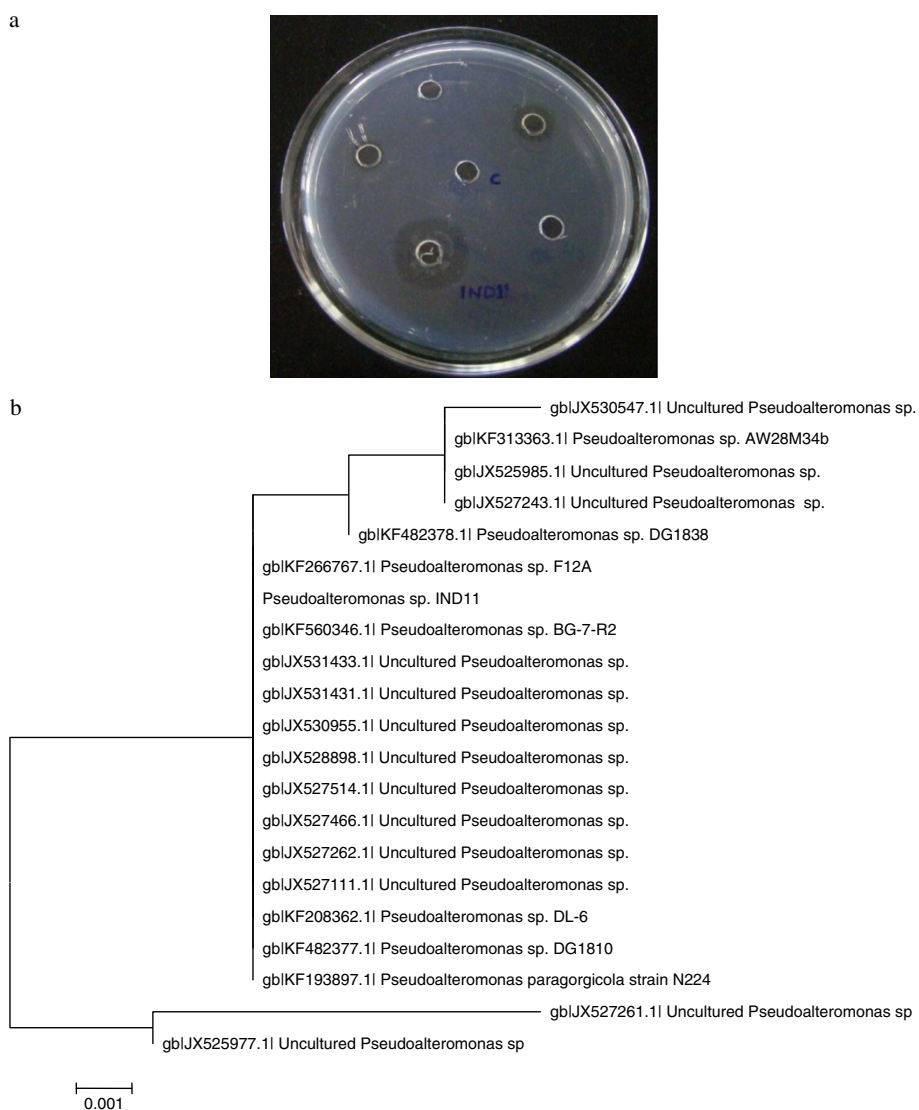 a
C
IND11
b
gb|JX530547.1| Uncultured Pseudoalteromonas sp.
gb|KF313363.1| Pseudoalteromonas sp. AW28M34b
gb|JX525985.1| Uncultured Pseudoalteromonas sp.
gb|JX527243.1| Uncultured Pseudoalteromonas sp.
gb|KF482378.1| Pseudoalteromonas sp. DG1838
gb|KF266767.1| Pseudoalteromonas sp. F12A
Pseudoalteromonas sp. IND11
gb|KF560346.1| Pseudoalteromonas sp. BG-7-R2
gb|JX531433.1| Uncultured Pseudoalteromonas sp.
gb|JX531431.1| Uncultured Pseudoalteromonas sp.
gb|JX530955.1| Uncultured Pseudoalteromonas sp.
gb|JX528898.1| Uncultured Pseudoalteromonas sp.
gb|JX527514.1| Uncultured Pseudoalteromonas sp.
gb|JX527466.1| Uncultured Pseudoalteromonas sp.
gb|JX527262.1| Uncultured Pseudoalteromonas sp.
gb|JX527111.1| Uncultured Pseudoalteromonas sp.
gb|KF208362.1| Pseudoalteromonas sp. DL-6
gb|KF482377.1| Pseudoalteromonas sp. DG1810
gb|KF193897.1| Pseudoalteromonas paragorgicola strain N224
gb|JX527261.1| Uncultured Pseudoalteromonas sp
gb|JX525977.1| Uncultured Pseudoalteromonas sp
0.001